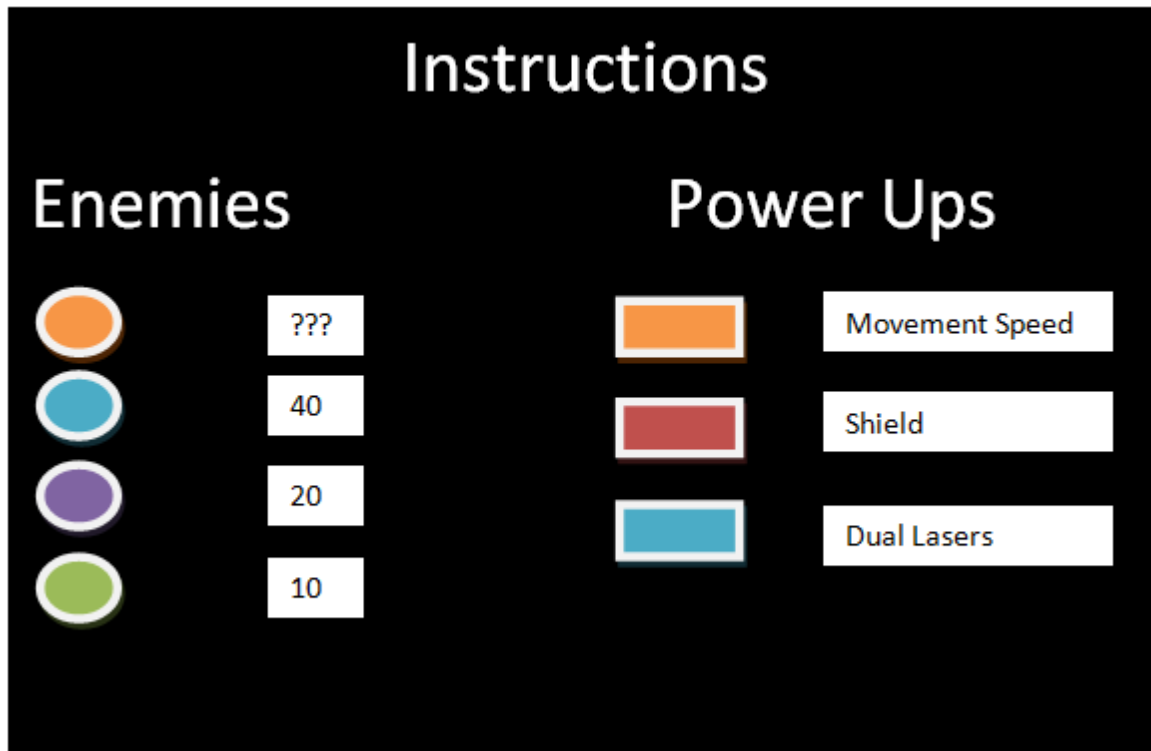 Instructions
Enemies
???
40
20
10
Power Ups
Movement Speed
Shield
Dual Lasers